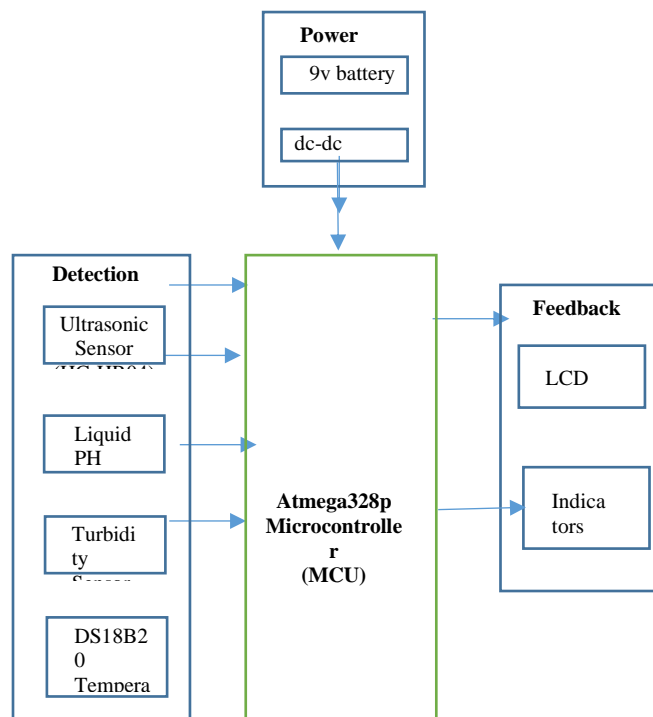 Power
9v battery
dc-dc
Detection
Ultrasonic
Sensor
Liquid
PH
Turbidi
ty
Sensor
DS18B2
0
Tempera
Atmega328p
Microcontrolle
r
(MCU)
Feedback
LCD
Indica
tors